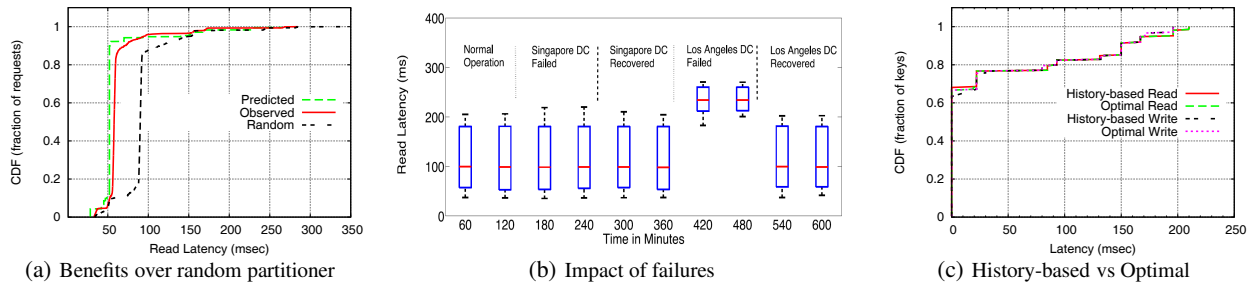 CDF (fraction of requests)
1
0.8
0.6
0.4
0.2
0
Predicted
Observed
Random
50 100 150 200 250 300 350
Read Latency (msec)
(a) Benefits over random partitioner
Read Latency (ms)
400
300
200
100
0
Normal Operation
Singapore DC Failed
Singapore DC Recovered
Los Angeles DC Failed
Los Angeles DC Recovered
60 120 180 240 300 360 420 480 540 600
Time in Minutes
(b) Impact of failures
CDF (fraction of keys)
1
0.8
0.6
0.4
0.2
0
History-based Read
Optimal Read
History-based Write
Optimal Write
0 50 100 150 200 250
Latency (msec)
(c) History-based vs Optimal